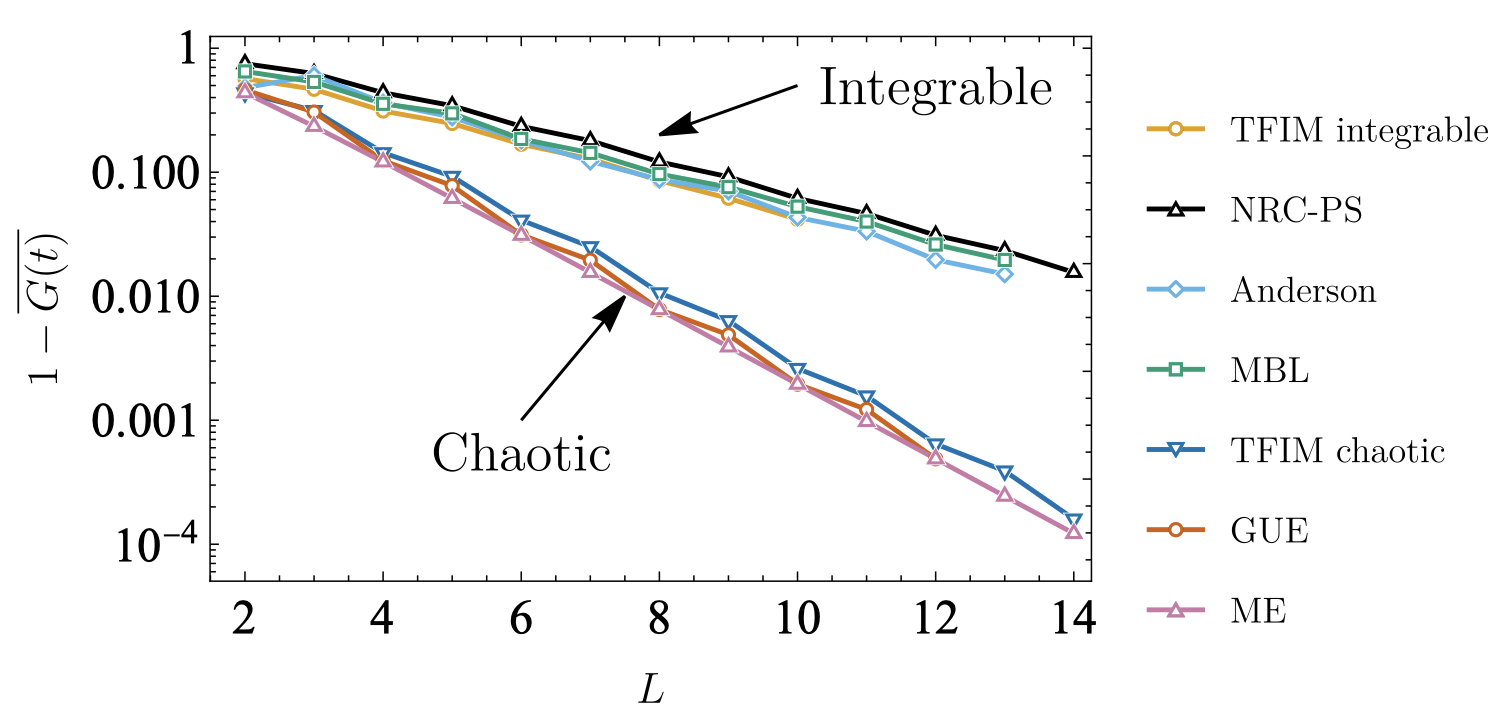 1
0.100
0.010
0.001
10⁻⁴
1 − G(t)
Integrable
Chaotic
2 4 6 8 10 12 14
L
TFIM integrable
NRC-PS
Anderson
MBL
TFIM chaotic
GUE
ME